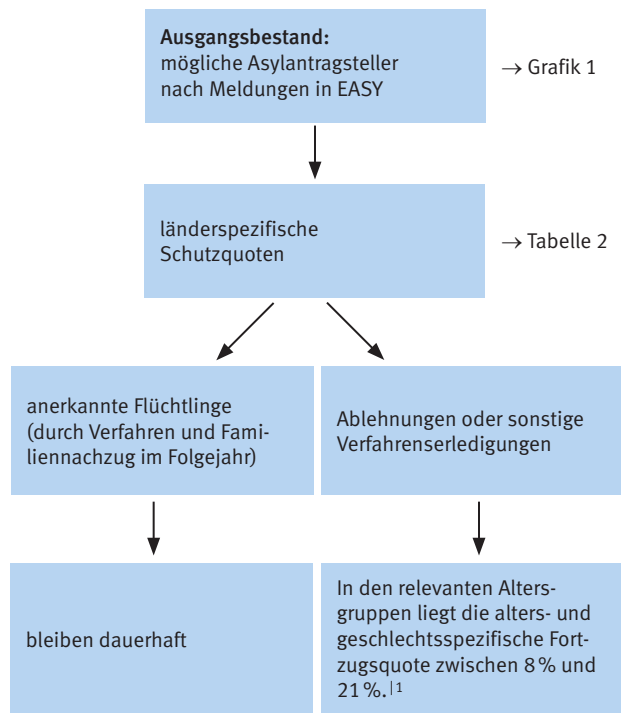 Ausgangsbestand:
mögliche Asylantragsteller
nach Meldungen in EASY
→ Grafik 1
länderspezifische
Schutzquoten
→ Tabelle 2
anerkannte Flüchtlinge
(durch Verfahren und Fami-
liennachzug im Folgejahr)
Ablehnungen oder sonstige
Verfahrenserledigungen
bleiben dauerhaft
In den relevanten Alters-
gruppen liegt die alters- und
geschlechtsspezifische Fort-
zugsquote zwischen 8 % und
21 %.|1